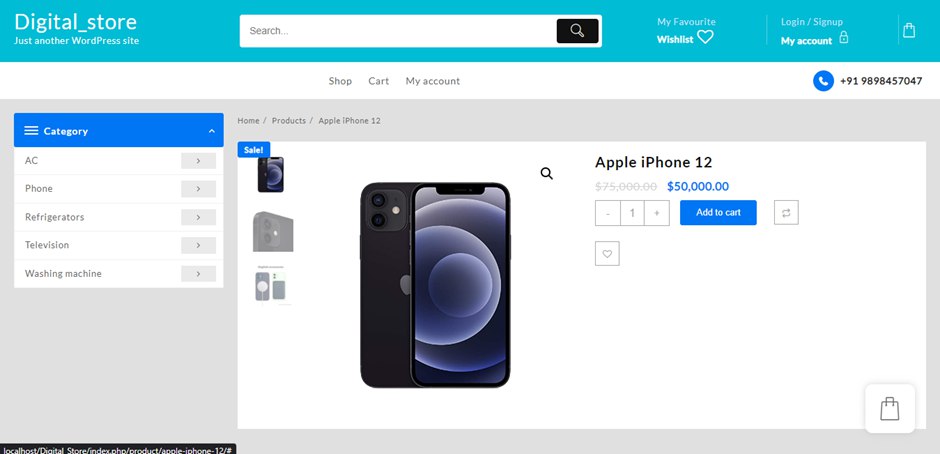 Digital_store
Just another WordPress site
Search...
My Favourite
Wishlist
Login / Signup
My account
Shop Cart My account
+91 9898457047
Category
AC
Phone
Refrigerators
Television
Washing machine
Home / Products / Apple iPhone 12
Sale!
Apple iPhone 12
$75,000.00 $50,000.00
- 1 +
Add to cart
localhost/Digital_Store/index.php/product/apple-iphone-12/#